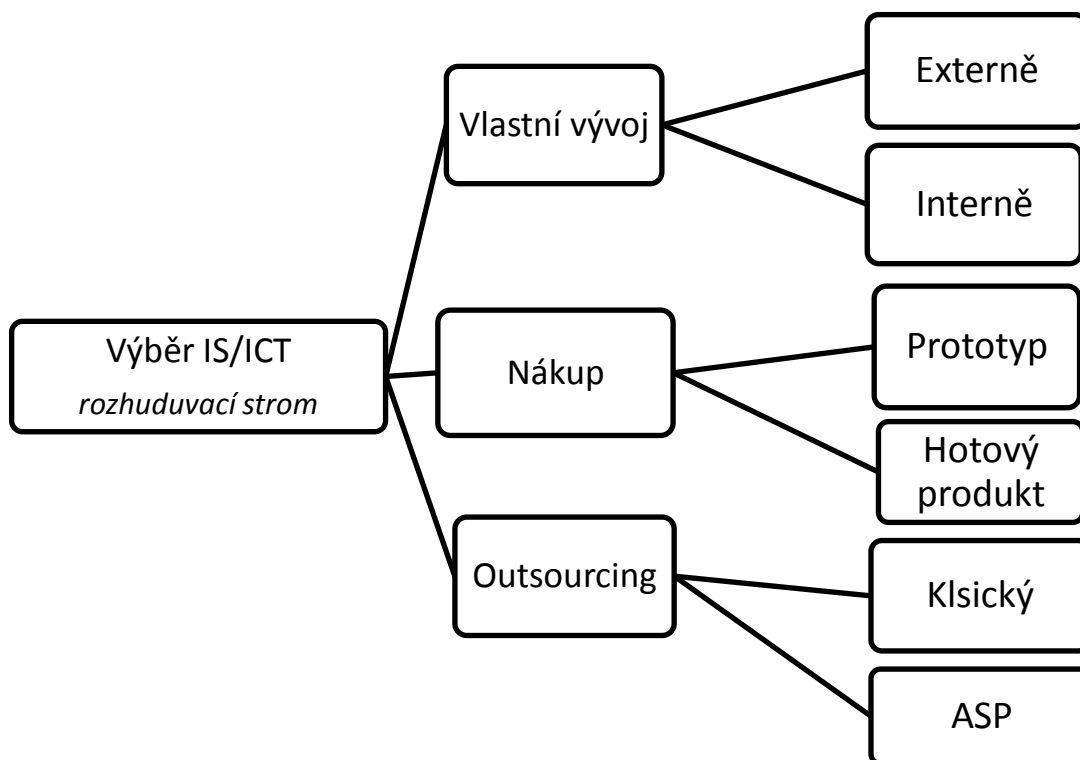 Externě
Vlastní vývoj
Interně
Výběr IS/ICT
rozhuduvací strom
Nákup
Prototyp
Hotový
produkt
Outsourcing
Klsický
ASP